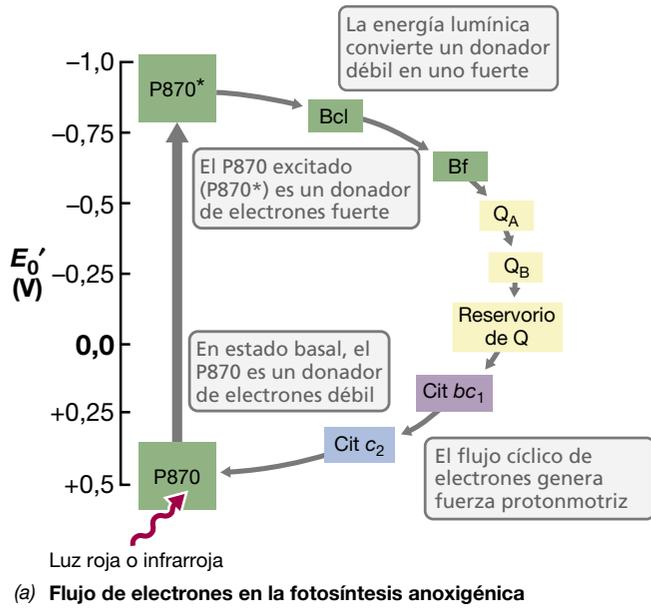 La energía lumínica
convierte un donador
débil en uno fuerte
–1,0
P870*
Bcl
–0,75
Bf
El P870 excitado
(P870*) es un donador
de electrones fuerte
–0,5
QA
E0′
(V)
–0,25
QB
Reservorio
de Q
0,0
En estado basal, el
P870 es un donador
de electrones débil
Cit bc1
+0,25
Cit c2
El flujo cíclico de
electrones genera
fuerza protonmotriz
+0,5
P870
Luz roja o infrarroja
(a) Flujo de electrones en la fotosíntesis anoxigénica